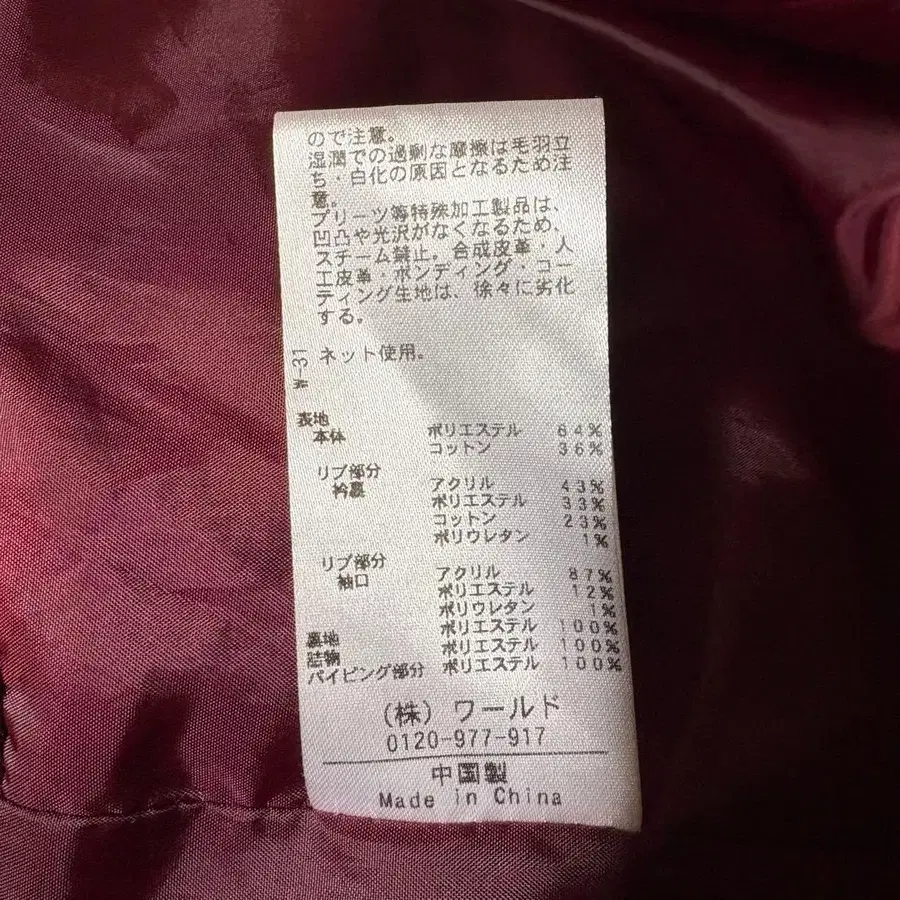 ので注意。
湿潤での過剰な摩擦は毛羽立
ち・白化の原因となるため注
意。
プリーツ等特殊加工製品は、
凹凸や光沢がなくなるため、
スチーム禁止。合成皮革・人
工皮革・ボンディング・コー
ティング生地は、徐々に劣化
する。
W-31 ネット使用。
表地
本体 ポリエステル 64%
コットン 36%
リブ部分
衿裏 アクリル 43%
ポリエステル 33%
コットン 23%
ポリウレタン 1%
リブ部分
袖口 アクリル 87%
ポリエステル 12%
ポリウレタン 1%
裏地 ポリエステル 100%
詰物 ポリエステル 100%
パイピング部分 ポリエステル 100%
(株) ワールド
0120-977-917
中国製
Made in China